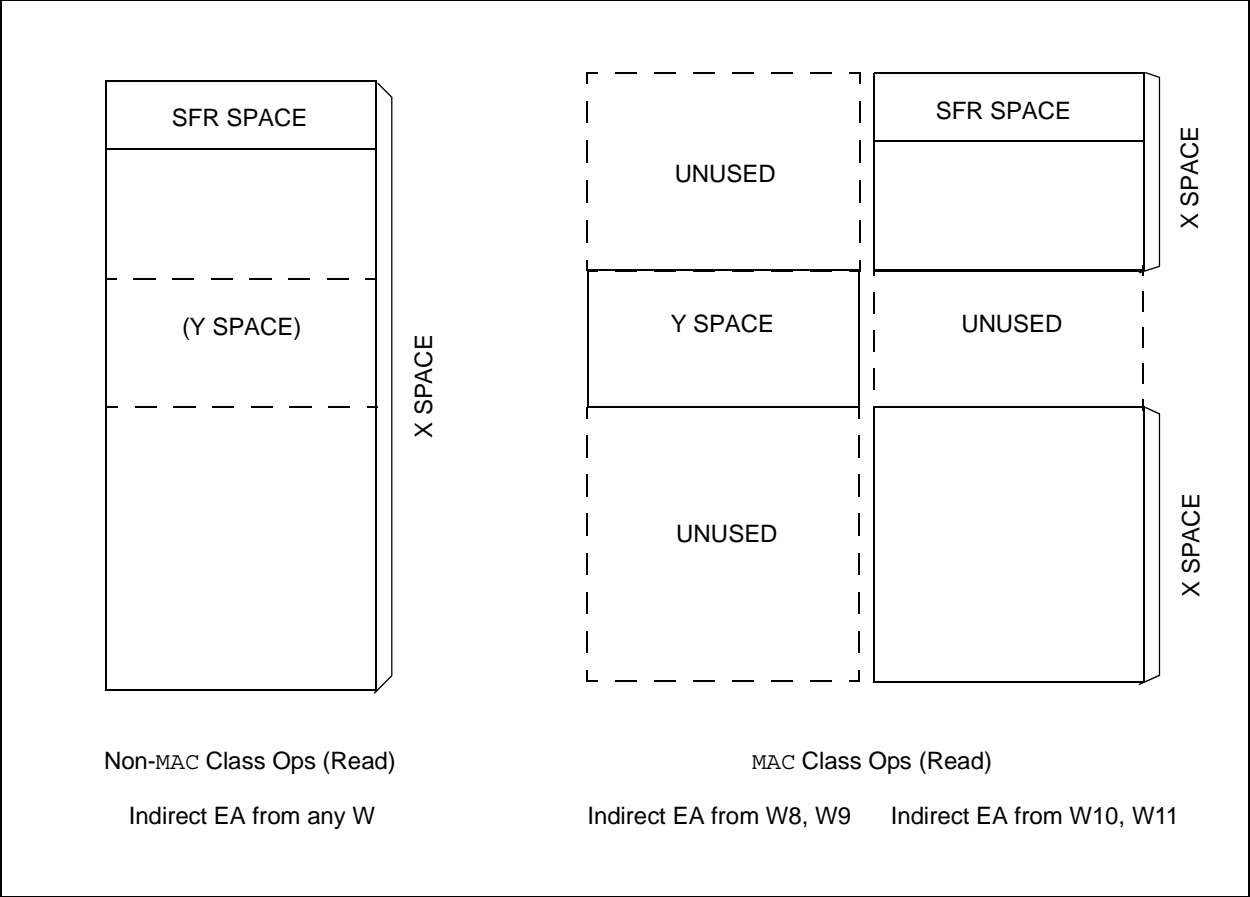 SFR SPACE
(Y SPACE)
X SPACE
Non-MAC Class Ops (Read)
Indirect EA from any W
UNUSED
Y SPACE
UNUSED
SFR SPACE
X SPACE
UNUSED
X SPACE
MAC Class Ops (Read)
Indirect EA from W8, W9
Indirect EA from W10, W11